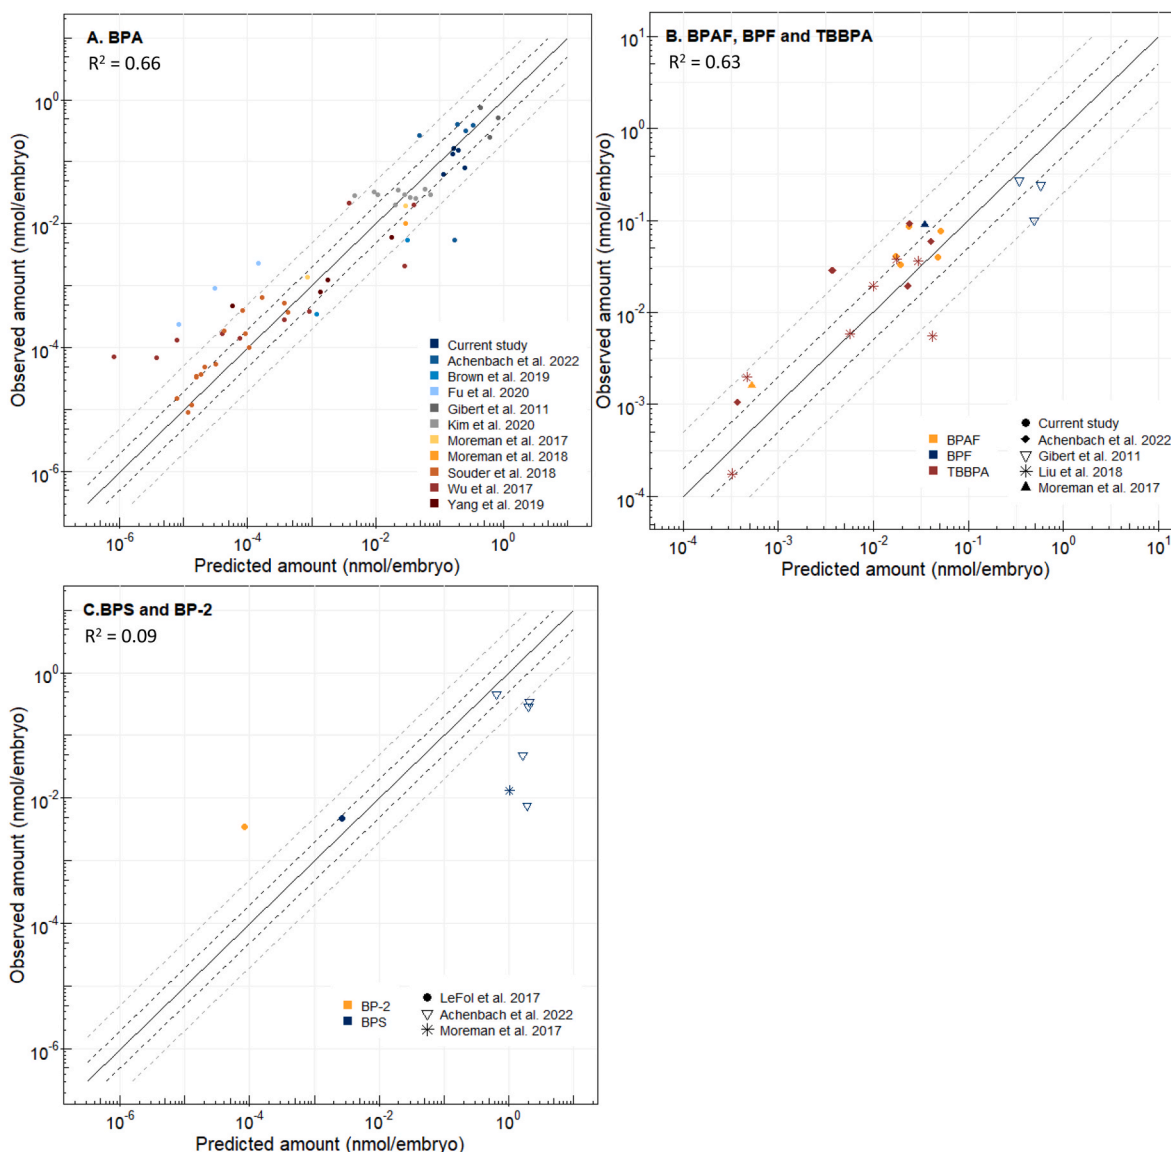 A. BPA
R² = 0.66
Observed amount (nmol/embryo)
10⁰
10⁻²
10⁻⁴
10⁻⁶
Current study
Achenbach et al. 2022
Brown et al. 2019
Fu et al. 2020
Gibert et al. 2011
Kim et al. 2020
Moreman et al. 2017
Moreman et al. 2018
Souder et al. 2018
Wu et al. 2017
Yang et al. 2019
10⁻⁶ 10⁻⁴ 10⁻² 10⁰
Predicted amount (nmol/embryo)
B. BPAF, BPF and TBBPA
R² = 0.63
Observed amount (nmol/embryo)
10¹
10⁰
10⁻¹
10⁻²
10⁻³
10⁻⁴
BPAF
BPF
TBBPA
Current study
Achenbach et al. 2022
Gibert et al. 2011
Liu et al. 2018
Moreman et al. 2017
10⁻⁴ 10⁻³ 10⁻² 10⁻¹ 10⁰ 10¹
Predicted amount (nmol/embryo)
C.BPS and BP-2
R² = 0.09
Observed amount (nmol/embryo)
10⁰
10⁻²
10⁻⁴
10⁻⁶
BP-2
BPS
LeFol et al. 2017
Achenbach et al. 2022
Moreman et al. 2017
10⁻⁶ 10⁻⁴ 10⁻² 10⁰
Predicted amount (nmol/embryo)